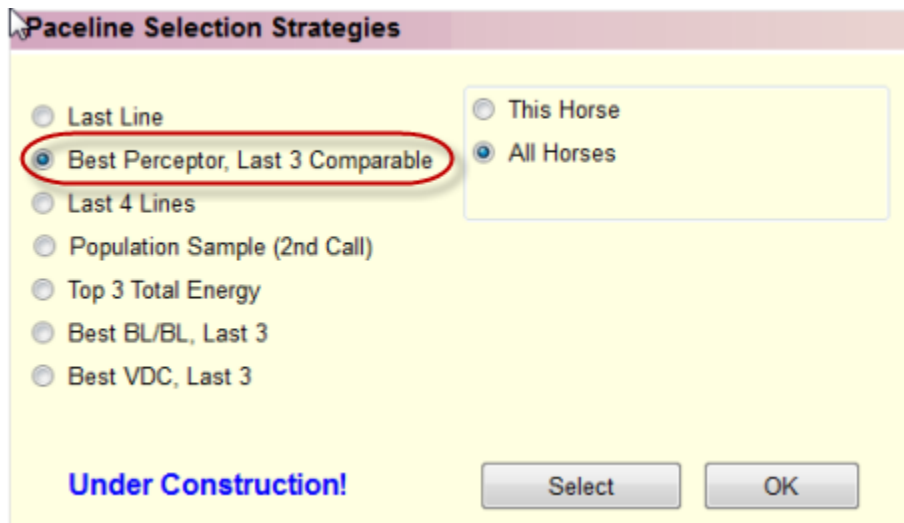 Paceline Selection Strategies
Last Line
Best Perceptor, Last 3 Comparable
Last 4 Lines
Population Sample (2nd Call)
Top 3 Total Energy
Best BL/BL, Last 3
Best VDC, Last 3
This Horse
All Horses
Under Construction!
Select
OK